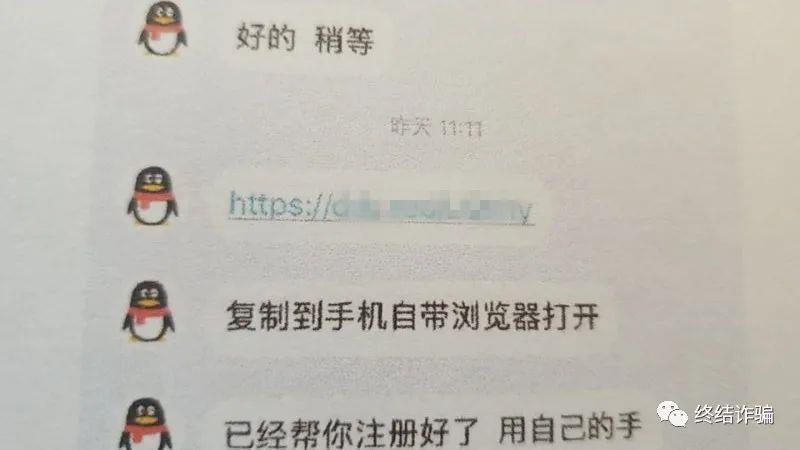 好的 稍等
昨天 11:11
https://
复制到手机自带浏览器打开
已经帮你注册好了 用自己的手
终结诈骗